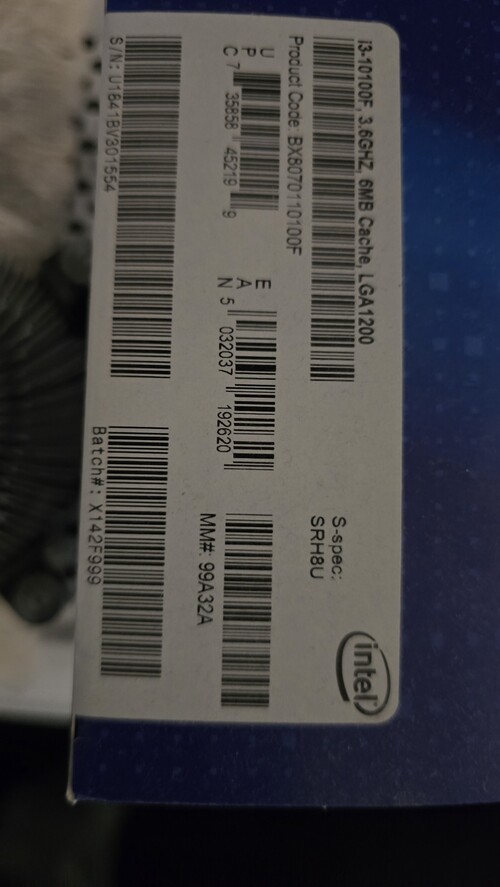 i3-10100F, 3.6GHZ, 6MB Cache, LGA1200
Product Code: BX8070110100F
S-spec:
SRH8U
intel
UPC
7 35858 45219 9
EAN
5 032037 192620
MM#: 99A32A
S/N: U1841BV301554
Batch#: X142F999